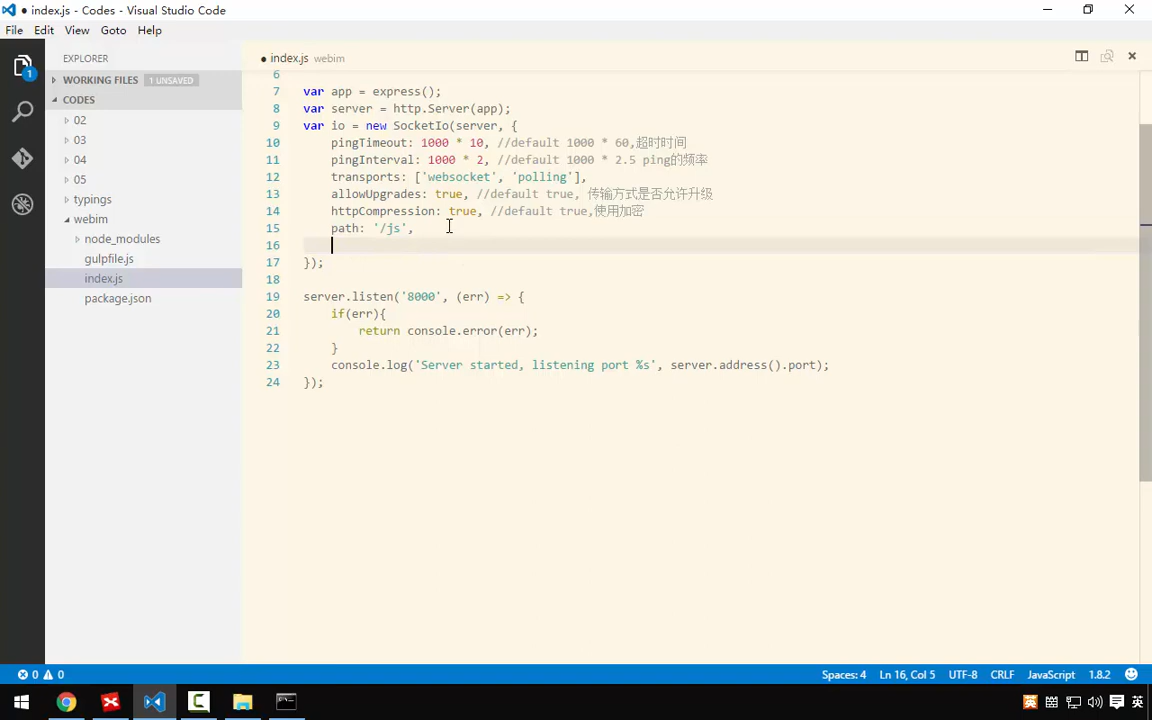 ● index.js - Codes - Visual Studio Code
File Edit View Goto Help
EXPLORER
WORKING FILES 1 UNSAVED
CODES
02
03
04
05
typings
webim
node_modules
gulpfile.js
index.js
package.json
1
● index.js webim
6
7 var app = express();
8 var server = http.Server(app);
9 var io = new SocketIo(server, {
10 pingTimeout: 1000 * 10, //default 1000 * 60,超时时间
11 pingInterval: 1000 * 2, //default 1000 * 2.5 ping的频率
12 transports: ['websocket', 'polling'],
13 allowUpgrades: true, //default true, 传输方式是否允许升级
14 httpCompression: true, //default true,使用加密
15 path: '/js',
16
17 });
18
19 server.listen('8000', (err) => {
20 if(err){
21 return console.error(err);
22 }
23 console.log('Server started, listening port %s', server.address().port);
24 });
0 0 Spaces: 4 Ln 16, Col 5 UTF-8 CRLF JavaScript 1.8.2
英 英